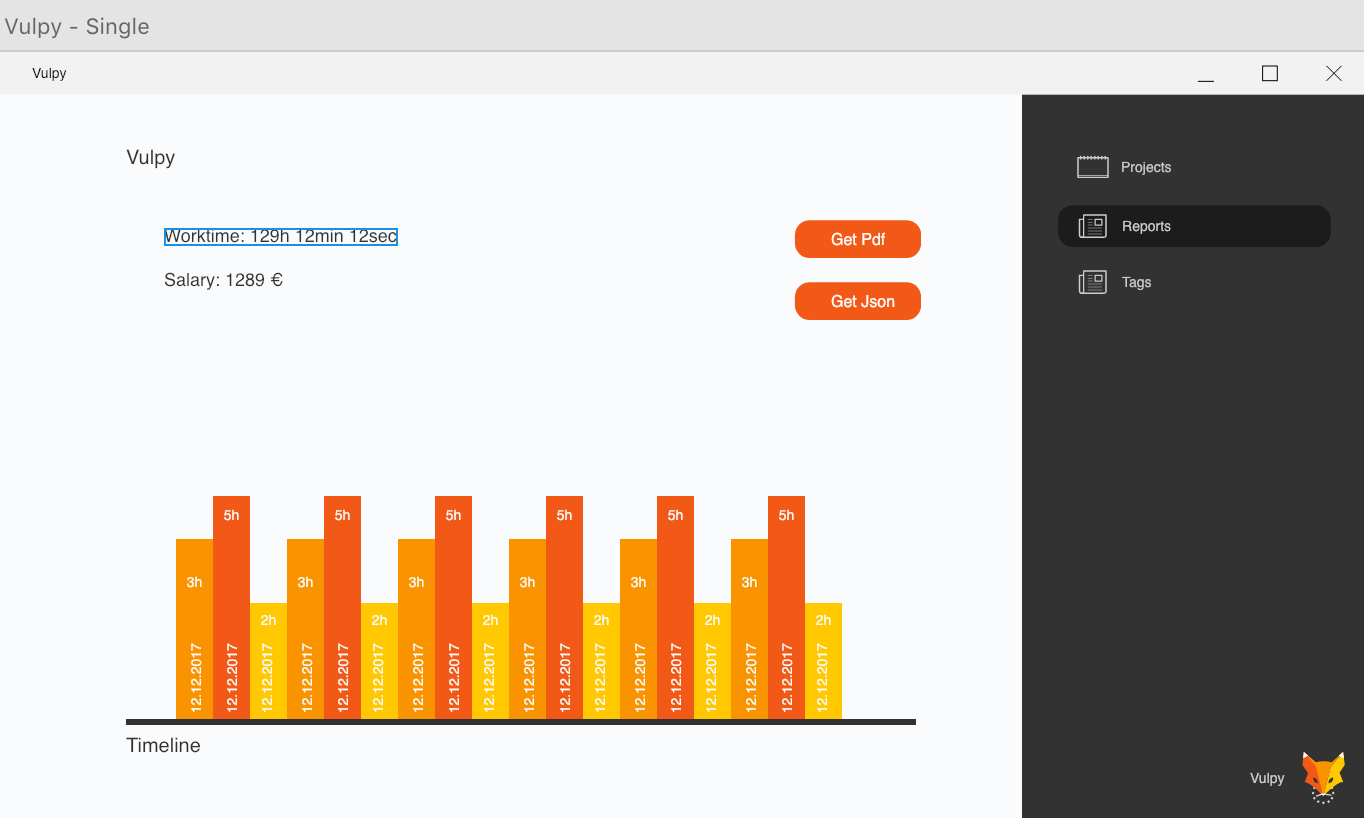 Vulpy - Single
Vulpy
Vulpy
Worktime: 129h 12min 12sec
Salary: 1289 €
Get Pdf
Get Json
Projects
Reports
Tags
5h 5h 5h 5h 5h 5h
3h 3h 3h 3h 3h 3h
2h 2h 2h 2h 2h 2h
12.12.2017 12.12.2017 12.12.2017 12.12.2017 12.12.2017 12.12.2017 12.12.2017 12.12.2017 12.12.2017 12.12.2017 12.12.2017 12.12.2017 12.12.2017 12.12.2017 12.12.2017 12.12.2017 12.12.2017 12.12.2017
Timeline
Vulpy